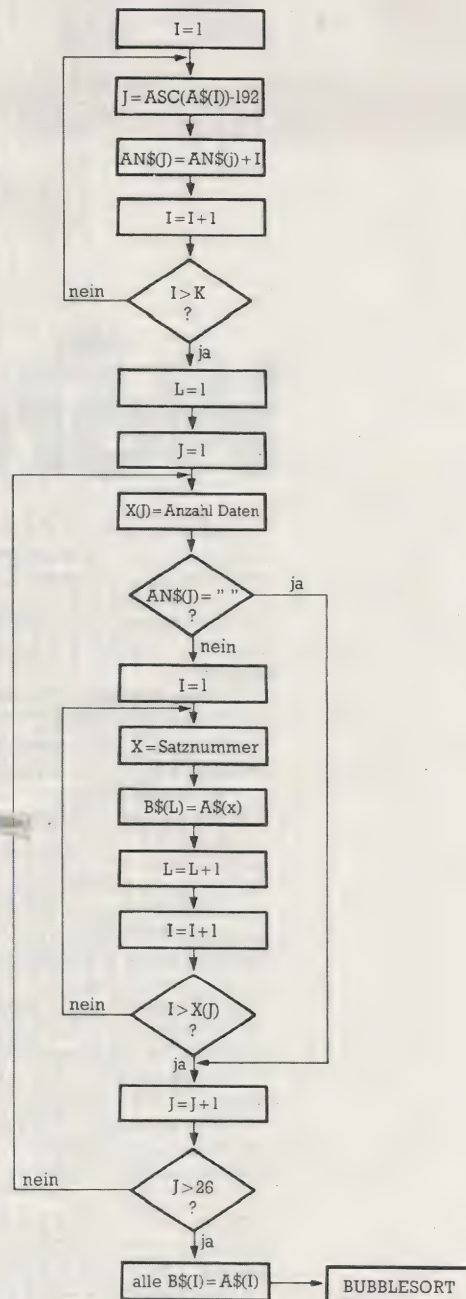 I=1
J=ASC(A$(I))-192
AN$(J)=AN$(j)+I
I=I+1
nein
I>K
?
ja
L=1
J=1
X(J)=Anzahl Daten
AN$(J)=" "
?
ja
nein
I=1
X=Satznummer
B$(L)=A$(x)
L=L+1
I=I+1
nein
I>X(J)
?
ja
J=J+1
nein
J>26
?
ja
alle B$(I)=A$(I)
BUBBLESORT